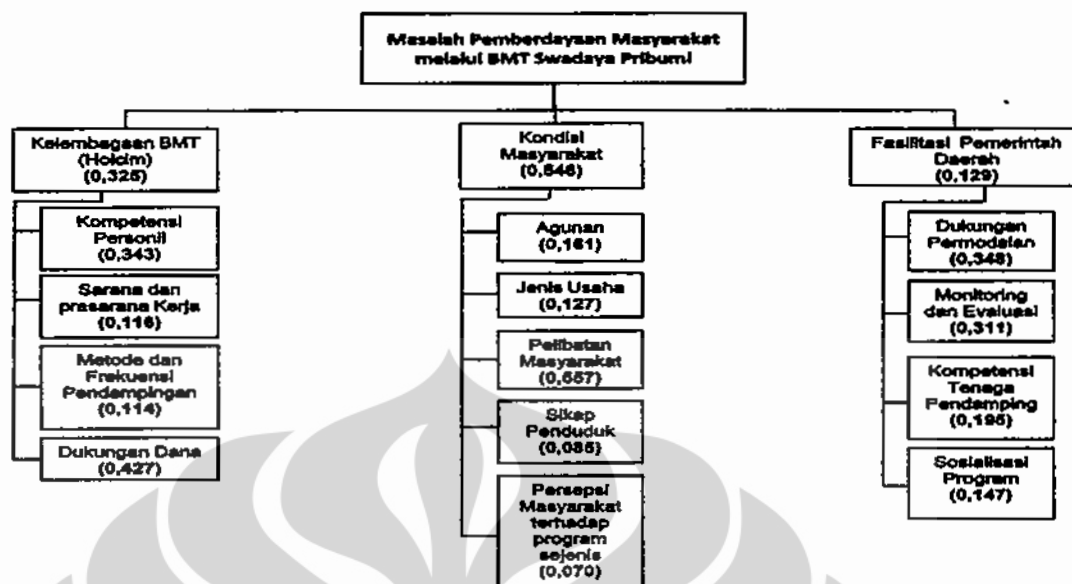 Masalah Pemberdayaan Masyarakat
melalui BMT Swadaya Pribumi
Kelembagaan BMT
(Holcim)
(0,325)
Kompetensi
Personil
(0,343)
Sarana dan
prasarana Kerja
(0,116)
Metode dan
Frekuensi
Pendampingan
(0,114)
Dukungan Dana
(0,427)
Kondisi
Masyarakat
(0,546)
Agunan
(0,161)
Jenis Usaha
(0,127)
Pelibatan
Masyarakat
(0,557)
Sikap
Penduduk
(0,085)
Persepsi
Masyarakat
terhadap
program
sejenis
(0,070)
Fasilitasi Pemerintah
Daerah
(0,129)
Dukungan
Permodalan
(0,348)
Monitoring
dan Evaluasi
(0,311)
Kompetensi
Tenaga
Pendamping
(0,195)
Sosialisasi
Program
(0,147)